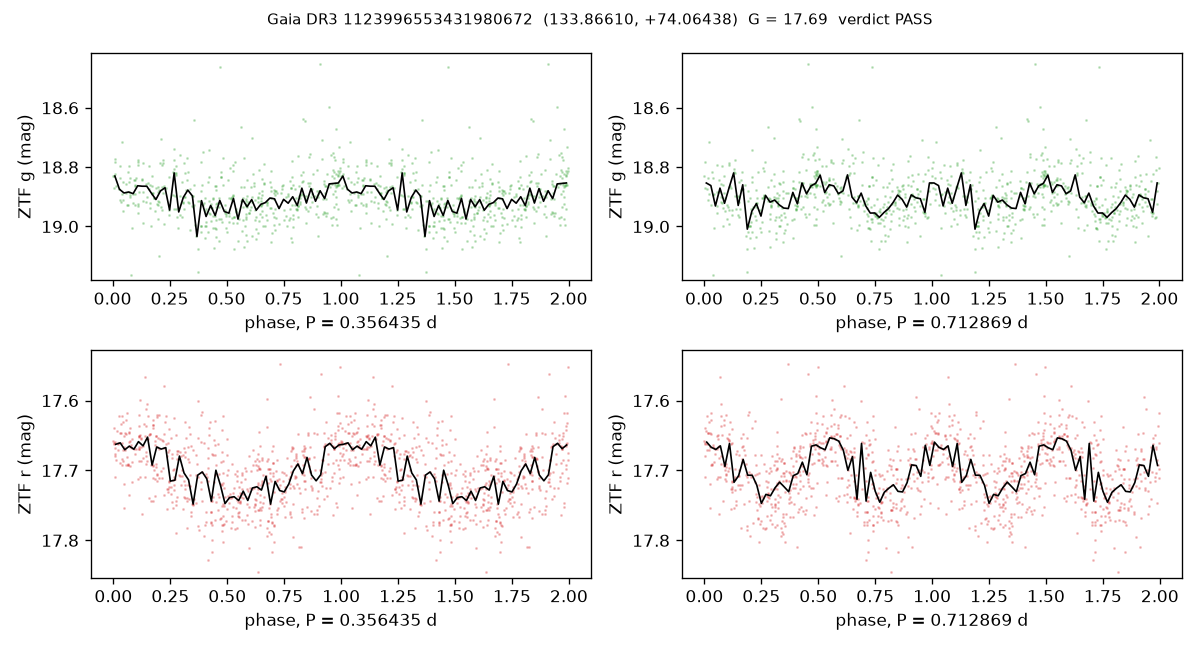 Gaia DR3 1123996553431980672  (133.86610, +74.06438)  G = 17.69  verdict PASS
ZTF g (mag)
18.6
18.8
19.0
0.00 0.25 0.50 0.75 1.00 1.25 1.50 1.75 2.00
phase, P = 0.356435 d
ZTF g (mag)
18.6
18.8
19.0
0.00 0.25 0.50 0.75 1.00 1.25 1.50 1.75 2.00
phase, P = 0.712869 d
ZTF r (mag)
17.6
17.7
17.8
0.00 0.25 0.50 0.75 1.00 1.25 1.50 1.75 2.00
phase, P = 0.356435 d
ZTF r (mag)
17.6
17.7
17.8
0.00 0.25 0.50 0.75 1.00 1.25 1.50 1.75 2.00
phase, P = 0.712869 d